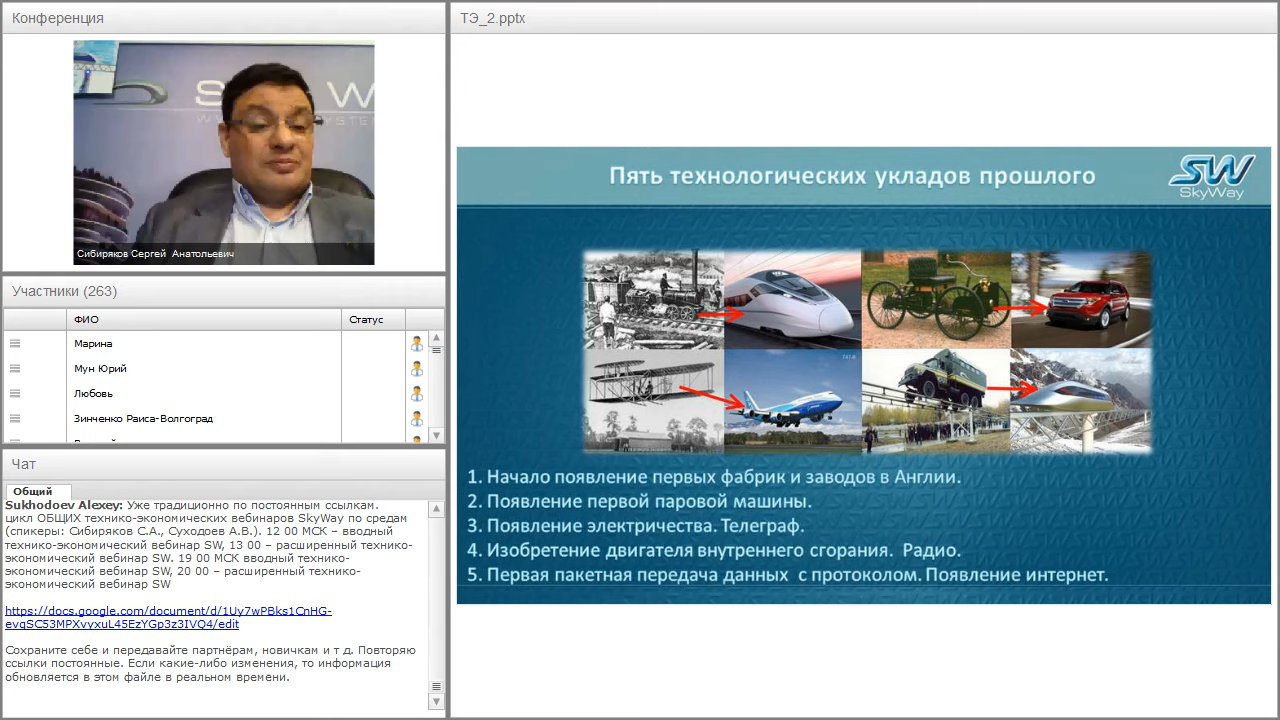 Конференция
Сибиряков Сергей Анатольевич
Участники (263)
ФИО
Статус
Марина
Мун Юрий
Любовь
Зинченко Раиса-Волгоград
Чат
Общий
Sukhodoev Alexey: Уже традиционно по постоянным ссылкам.
цикл ОБЩИХ технико-экономических вебинаров SkyWay по средам
(спикеры: Сибиряков С.А., Суходоев А.В.). 12 00 МСК – вводный
технико-экономический вебинар SW, 13 00 – расширенный технико-
экономический вебинар SW. 19 00 МСК вводный технико-
экономический вебинар SW, 20 00 – расширенный технико-
экономический вебинар SW
https://docs.google.com/document/d/1Uy7wPBks1CnHG-
evqSC53MPXvvxuL45EzYGp3z3IVQ4/edit
Сохраните себе и передавайте партнёрам, новичкам и т д. Повторяю
ссылки постоянные. Если какие-либо изменения, то информация
обновляется в этом файле в реальном времени.
ТЭ_2.pptx
Пять технологических укладов прошлого
SW
SkyWay
1. Начало появление первых фабрик и заводов в Англии.
2. Появление первой паровой машины.
3. Появление электричества. Телеграф.
4. Изобретение двигателя внутреннего сгорания. Радио.
5. Первая пакетная передача данных с протоколом. Появление интернет.